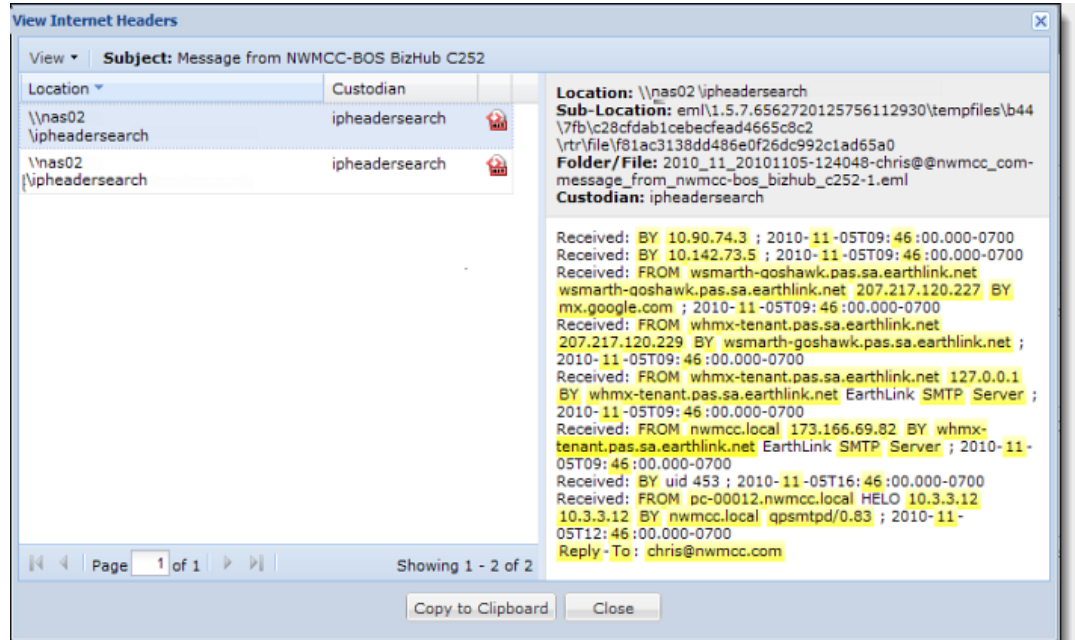 View Internet Headers
View Subject: Message from NWMCC-BOS BizHub C252
Location Custodian
\\nas02 ipheadersearch
\ipheadersearch
\\nas02 ipheadersearch
\ipheadersearch
Page 1 of 1 Showing 1 - 2 of 2
Location: \\nas02\ipheadersearch
Sub-Location: eml\1.5.7.6562720125756112930\tempfiles\b44
\7fb\c28cfdab1cebecfead4665c8c2
\rtr\file\f81ac3138dd486e0f26dc992c1ad65a0
Folder/File: 2010_11_20101105-124048-chris@@nwmcc_com-
message_from_nwmcc-bos_bizhub_c252-1.eml
Custodian: ipheadersearch
Received: BY 10.90.74.3 ; 2010-11-05T09:46:00.000-0700
Received: BY 10.142.73.5 ; 2010-11-05T09:46:00.000-0700
Received: FROM wsmarth-goshawk.pas.sa.earthlink.net
wsmarth-goshawk.pas.sa.earthlink.net 207.217.120.227 BY
mx.google.com ; 2010-11-05T09:46:00.000-0700
Received: FROM whmx-tenant.pas.sa.earthlink.net
207.217.120.229 BY wsmarth-goshawk.pas.sa.earthlink.net ;
2010-11-05T09:46:00.000-0700
Received: FROM whmx-tenant.pas.sa.earthlink.net 127.0.0.1
BY whmx-tenant.pas.sa.earthlink.net EarthLink SMTP Server ;
2010-11-05T09:46:00.000-0700
Received: FROM nwmcc.local 173.166.69.82 BY whmx-
tenant.pas.sa.earthlink.net EarthLink SMTP Server ; 2010-11-
05T09:46:00.000-0700
Received: BY uid 453 ; 2010-11-05T16:46:00.000-0700
Received: FROM pc-00012.nwmcc.local HELO 10.3.3.12
10.3.3.12 BY nwmcc.local qpsmtpd/0.83 ; 2010-11-
05T12:46:00.000-0700
Reply-To: chris@nwmcc.com
Copy to Clipboard Close